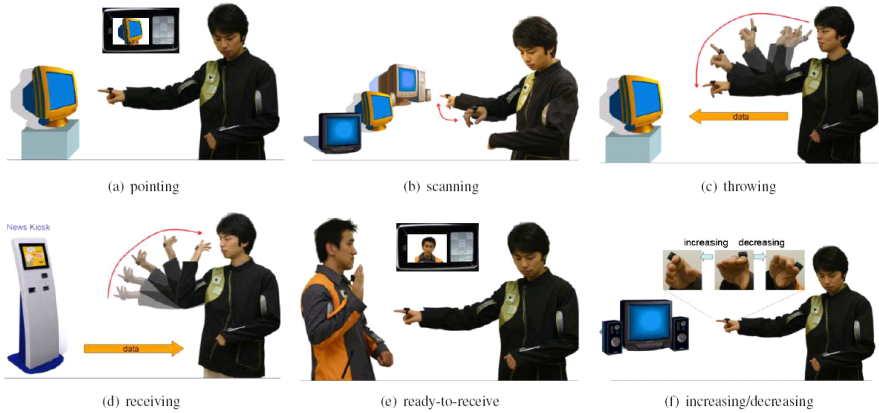 (a) pointing
(b) scanning
data
(c) throwing
News Kiosk
data
(d) receiving
(e) ready-to-receive
increasing decreasing
(f) increasing/decreasing